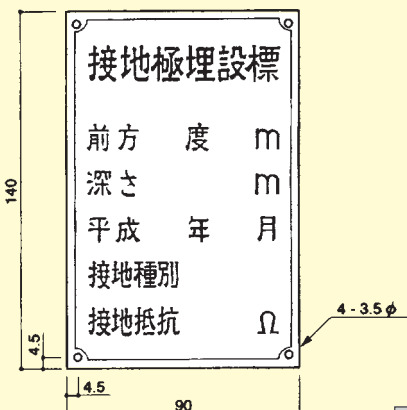 接地極埋設標
前方 度 m
深さ m
平成 年 月
接地種別
接地抵抗 Ω
140
4.5
4.5
90
4 - 3.5φ